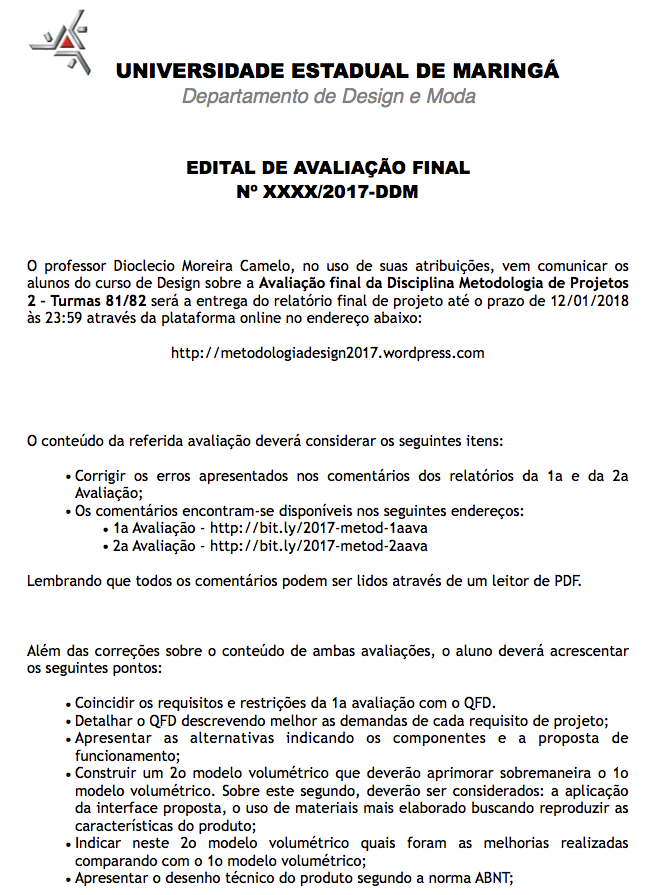 UNIVERSIDADE ESTADUAL DE MARINGÁ
Departamento de Design e Moda
EDITAL DE AVALIAÇÃO FINAL
Nº XXXX/2017-DDM
O professor Dioclecio Moreira Camelo, no uso de suas atribuições, vem comunicar os
alunos do curso de Design sobre a Avaliação final da Disciplina Metodologia de Projetos
2 - Turmas 81/82 será a entrega do relatório final de projeto até o prazo de 12/01/2018
às 23:59 através da plataforma online no endereço abaixo:
http://metodologiadesign2017.wordpress.com
O conteúdo da referida avaliação deverá considerar os seguintes itens:
• Corrigir os erros apresentados nos comentários dos relatórios da 1a e da 2a
Avaliação;
• Os comentários encontram-se disponíveis nos seguintes endereços:
• 1a Avaliação - http://bit.ly/2017-metod-1aava
• 2a Avaliação - http://bit.ly/2017-metod-2aava
Lembrando que todos os comentários podem ser lidos através de um leitor de PDF.
Além das correções sobre o conteúdo de ambas avaliações, o aluno deverá acrescentar
os seguintes pontos:
• Coincidir os requisitos e restrições da 1a avaliação com o QFD.
• Detalhar o QFD descrevendo melhor as demandas de cada requisito de projeto;
• Apresentar as alternativas indicando os componentes e a proposta de
funcionamento;
• Construir um 2o modelo volumétrico que deverão aprimorar sobremaneira o 1o
modelo volumétrico. Sobre este segundo, deverão ser considerados: a aplicação
da interface proposta, o uso de materiais mais elaborado buscando reproduzir as
características do produto;
• Indicar neste 2o modelo volumétrico quais foram as melhorias realizadas
comparando com o 1o modelo volumétrico;
• Apresentar o desenho técnico do produto segundo a norma ABNT;